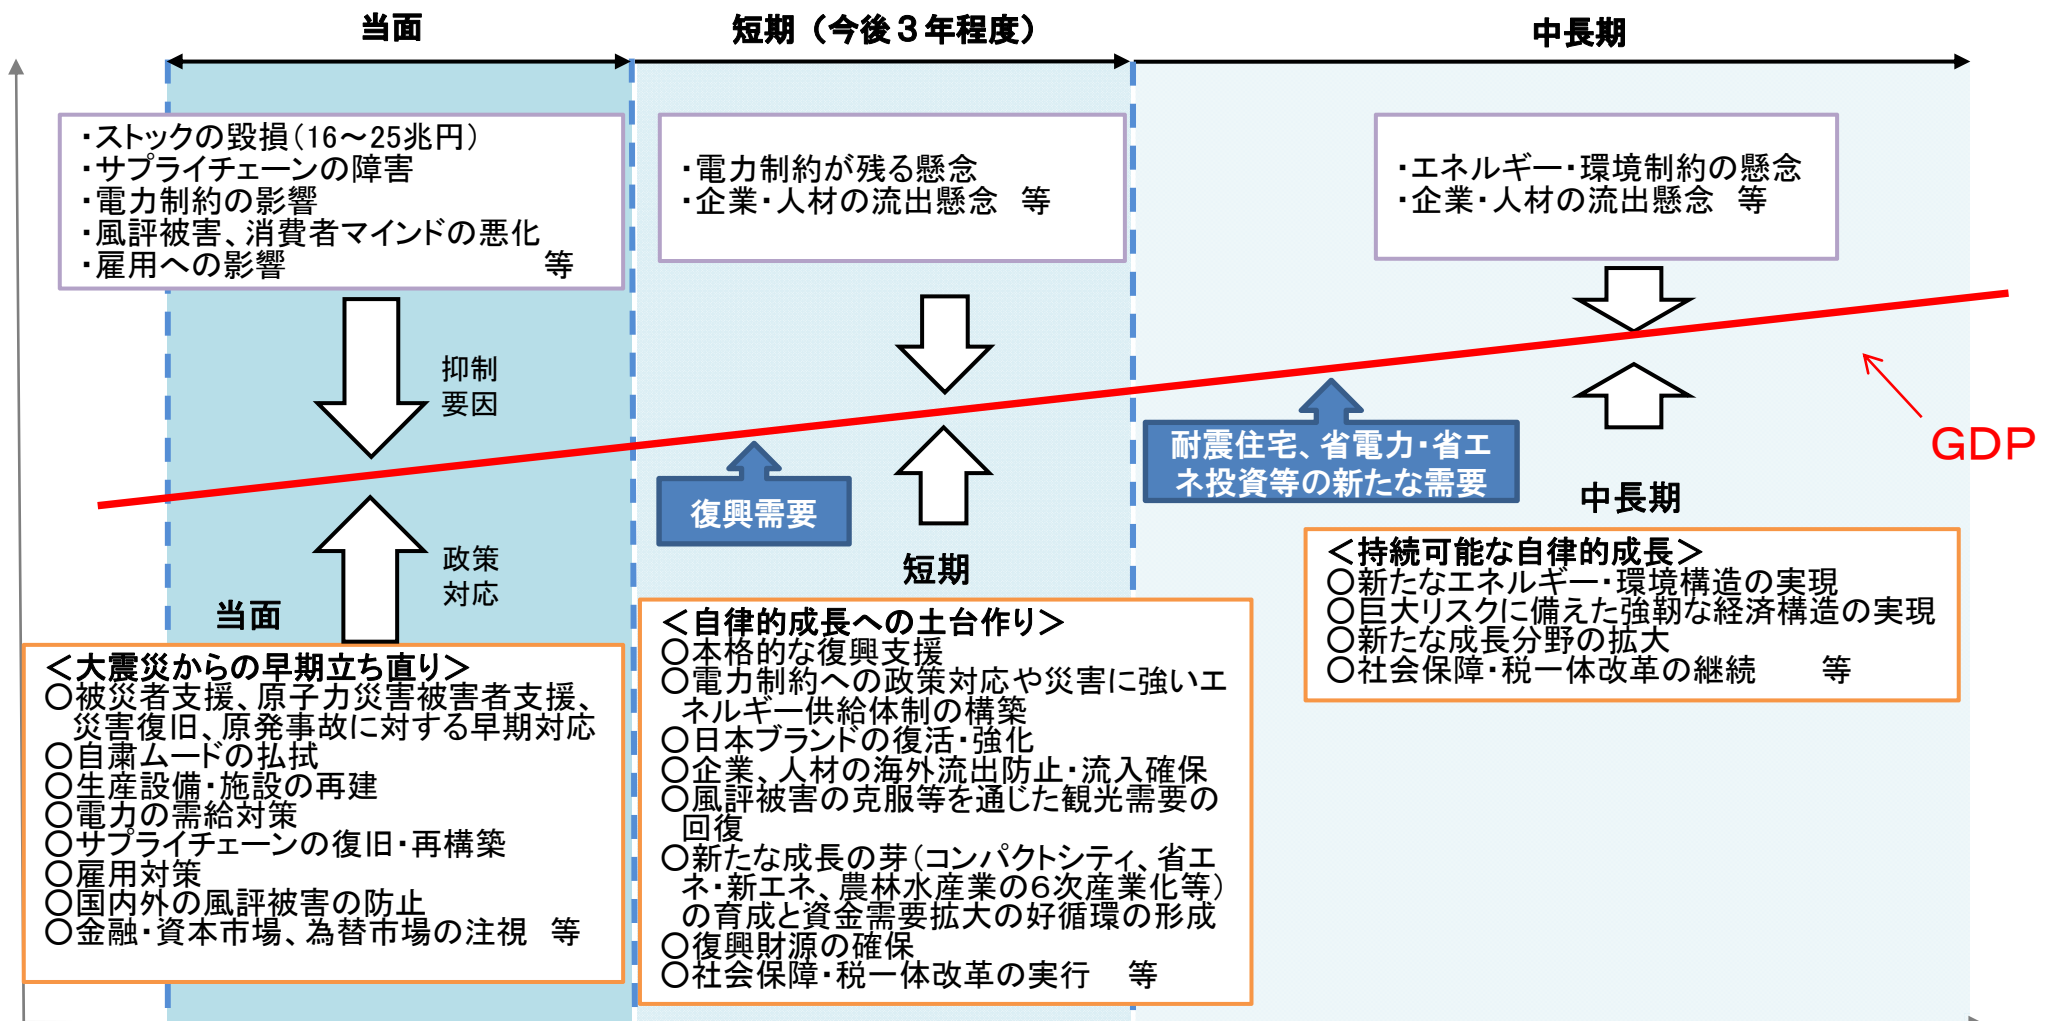 当面
短期（今後３年程度）
中長期
・ストックの毀損（16～25兆円）
・サプライチェーンの障害
・電力制約の影響
・風評被害、消費者マインドの悪化
・雇用への影響　等
・電力制約が残る懸念
・企業・人材の流出懸念　等
・エネルギー・環境制約の懸念
・企業・人材の流出懸念　等
抑制
要因
政策
対応
復興需要
耐震住宅、省電力・省エ
ネ投資等の新たな需要
GDP
当面
＜大震災からの早期立ち直り＞
○被災者支援、原子力災害被害者支援、
災害復旧、原発事故に対する早期対応
○自粛ムードの払拭
○生産設備・施設の再建
○電力の需給対策
○サプライチェーンの復旧・再構築
○雇用対策
○国内外の風評被害の防止
○金融・資本市場、為替市場の注視　等
短期
＜自律的成長への土台作り＞
○本格的な復興支援
○電力制約への政策対応や災害に強いエ
ネルギー供給体制の構築
○日本ブランドの復活・強化
○企業、人材の海外流出防止・流入確保
○風評被害の克服等を通じた観光需要の
回復
○新たな成長の芽（コンパクトシティ、省エ
ネ・新エネ、農林水産業の６次産業化等）
の育成と資金需要拡大の好循環の形成
○復興財源の確保
○社会保障・税一体改革の実行　等
中長期
＜持続可能な自律的成長＞
○新たなエネルギー・環境構造の実現
○巨大リスクに備えた強靭な経済構造の実現
○新たな成長分野の拡大
○社会保障・税一体改革の継続　等